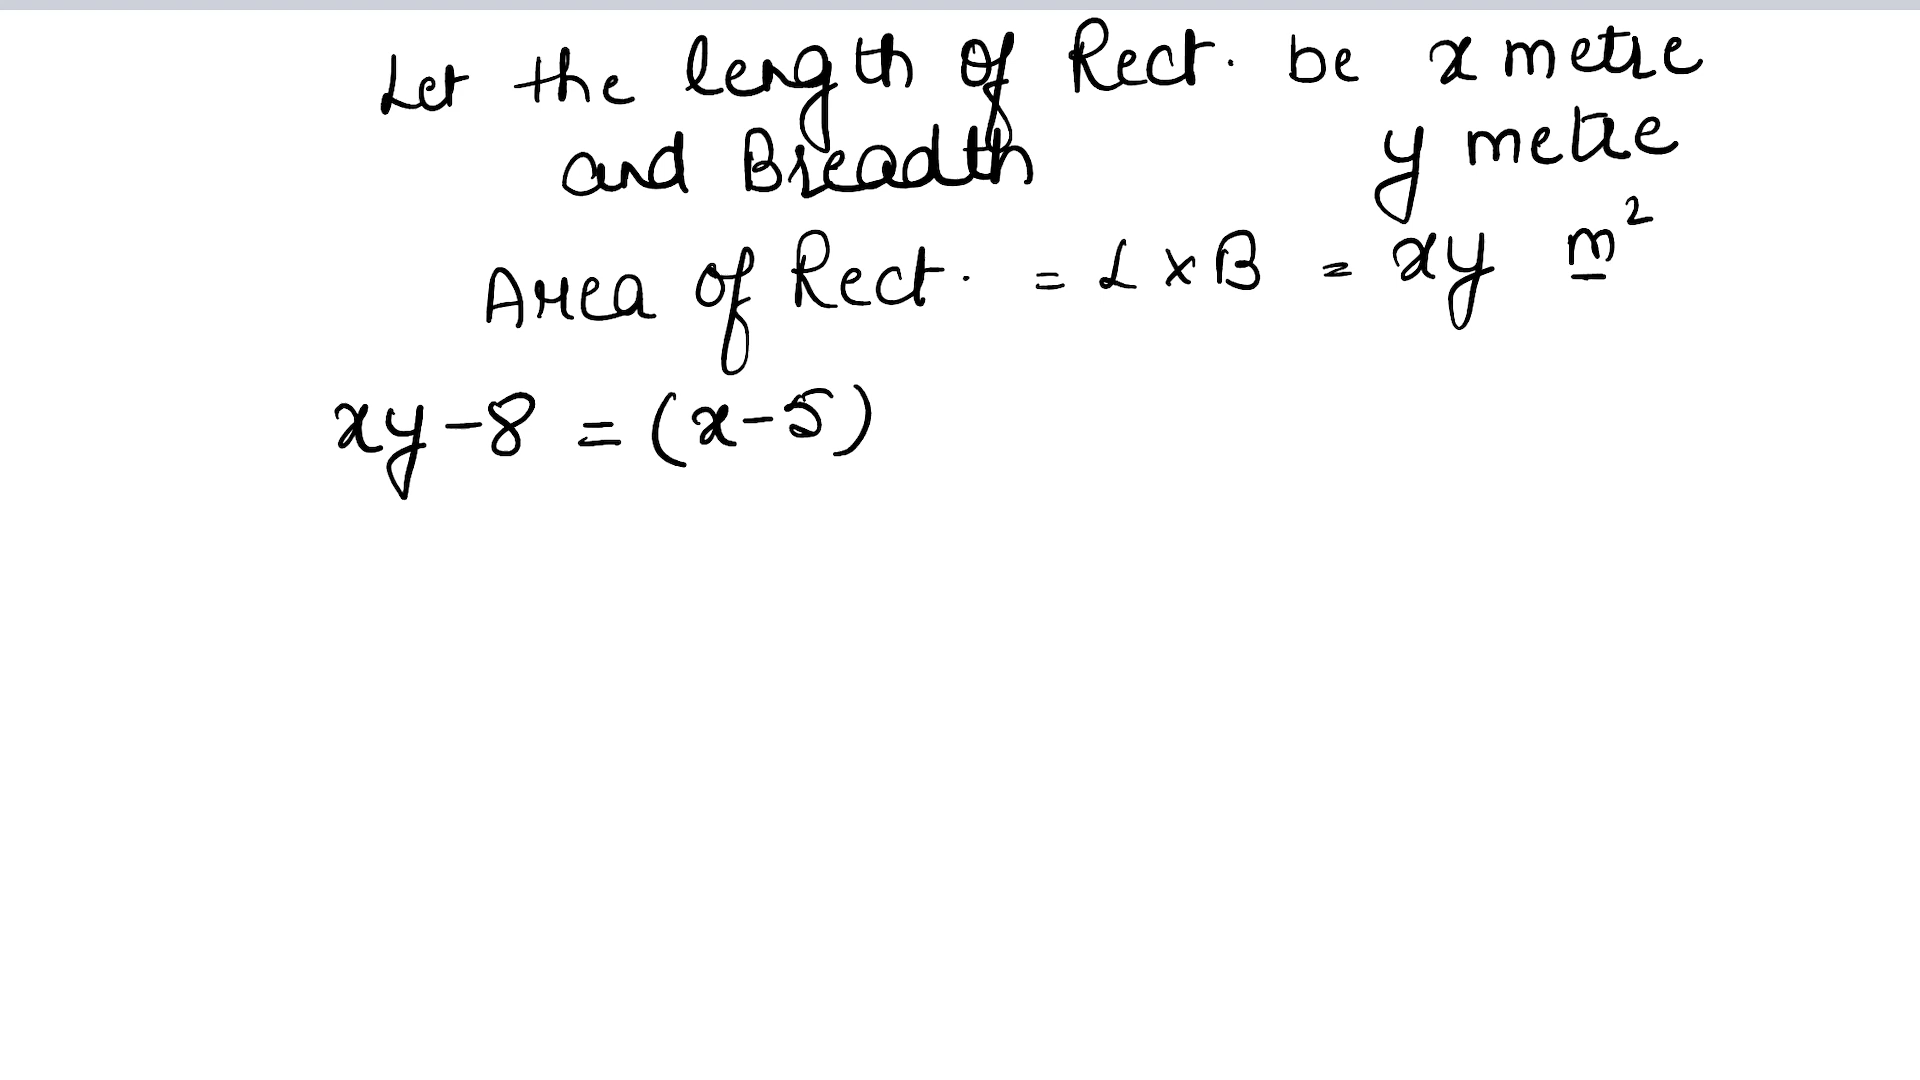 Let the length of Rect. be x metre
and Breadth y metre
Area of Rect. = L × B = xy m²
xy - 8 = (x - 5)